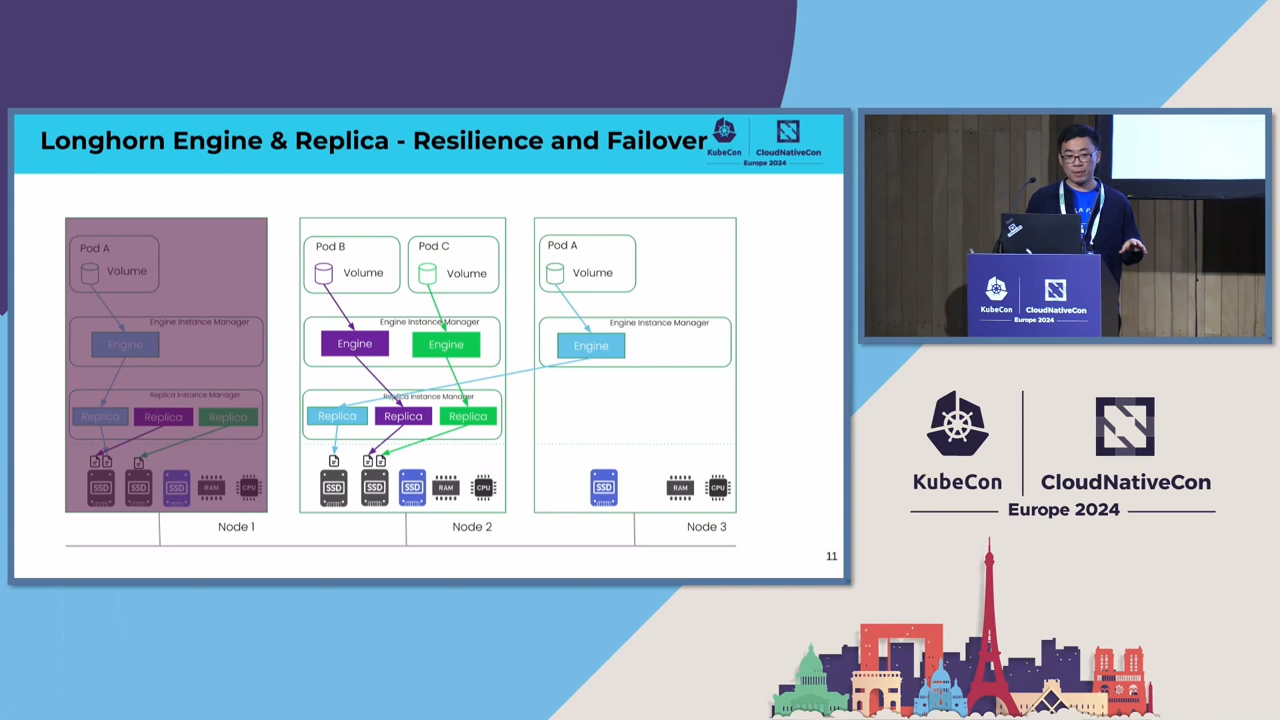 Longhorn Engine & Replica - Resilience and Failover
KubeCon
CloudNativeCon
Europe 2024
Pod A
Volume
Engine Instance Manager
Engine
Replica Instance Manager
Replica
Replica
Replica
SSD
SSD
SSD
RAM
CPU
Node 1
Pod B
Volume
Pod C
Volume
Engine Instance Manager
Engine
Engine
Replica Instance Manager
Replica
Replica
Replica
SSD
SSD
SSD
RAM
CPU
Node 2
Pod A
Volume
Engine Instance Manager
Engine
SSD
RAM
CPU
Node 3
11
KubeCon
CloudNativeCon
Europe 2024
KubeCon
CloudNativeCon
Europe 2024